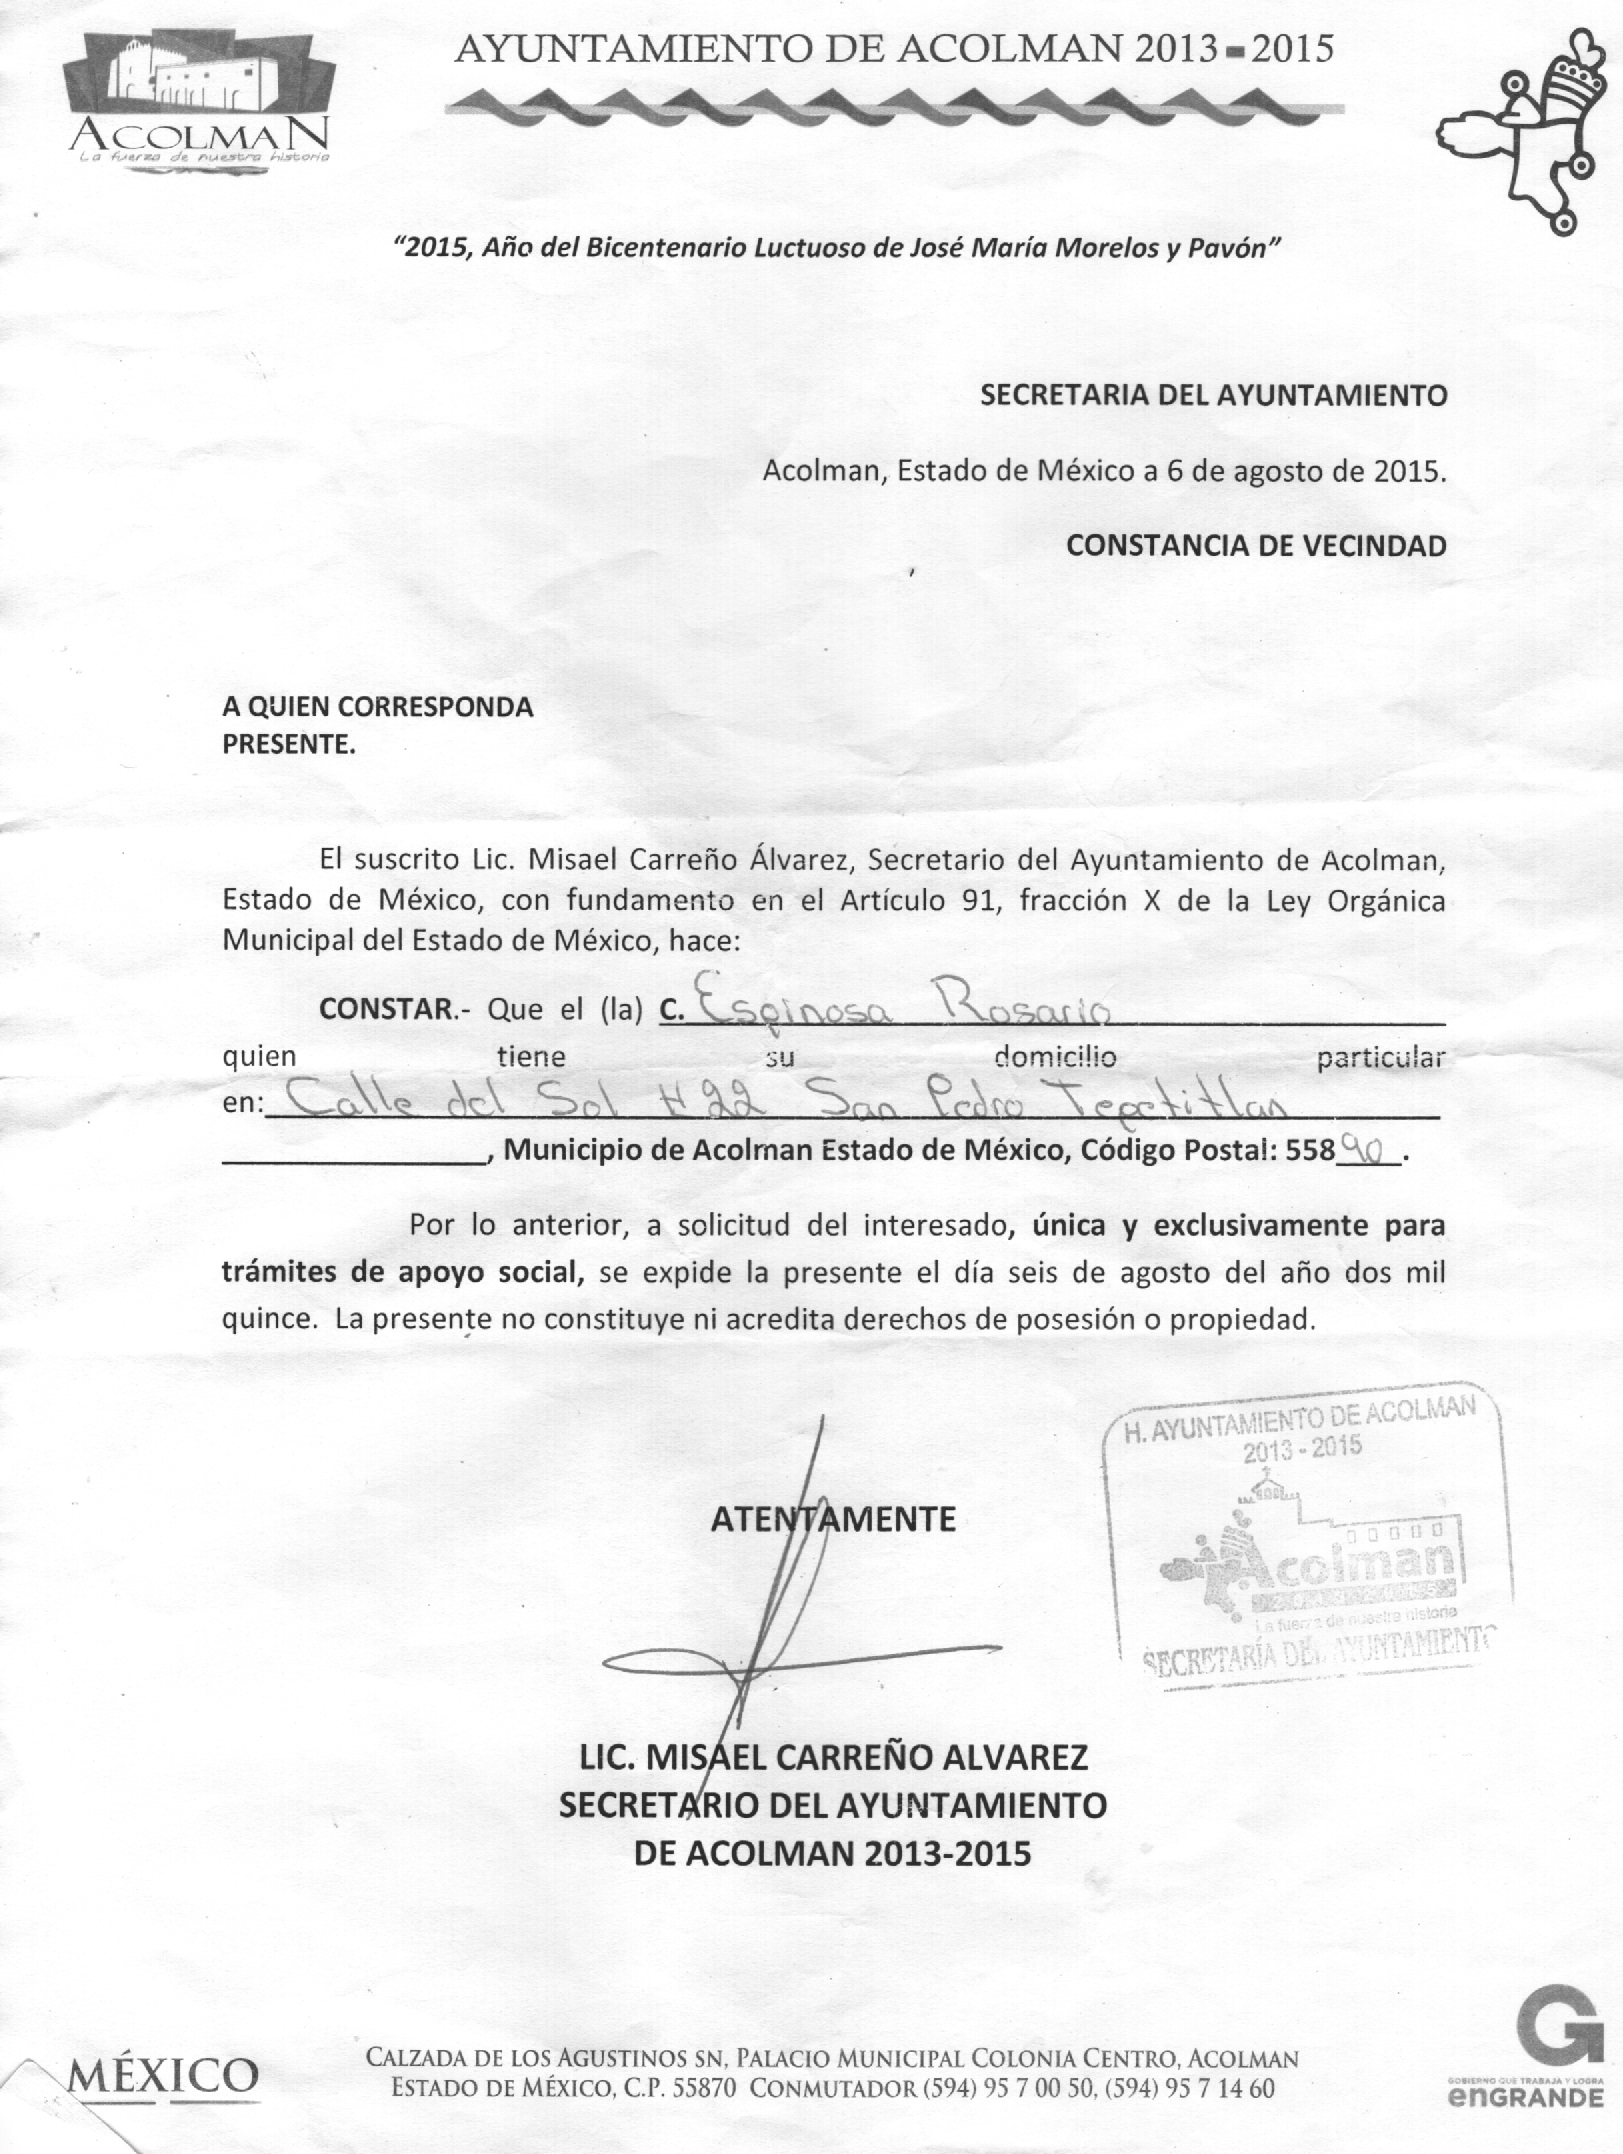 ACOLMAN
La fuerza de nuestra historia
AYUNTAMIENTO DE ACOLMAN 2013-2015
“2015, Año del Bicentenario Luctuoso de José María Morelos y Pavón”
SECRETARIA DEL AYUNTAMIENTO
Acolman, Estado de México a 6 de agosto de 2015.
CONSTANCIA DE VECINDAD
A QUIEN CORRESPONDA
PRESENTE.
El suscrito Lic. Misael Carreño Álvarez, Secretario del Ayuntamiento de Acolman,
Estado de México, con fundamento en el Artículo 91, fracción X de la Ley Orgánica
Municipal del Estado de México, hace:
CONSTAR.- Que el (la) C. Espinosa Rosario
quien tiene su domicilio particular
en: Calle del Sol #22 San Pedro Tepetitlan
, Municipio de Acolman Estado de México, Código Postal: 55890.
Por lo anterior, a solicitud del interesado, única y exclusivamente para
trámites de apoyo social, se expide la presente el día seis de agosto del año dos mil
quince. La presente no constituye ni acredita derechos de posesión o propiedad.
H. AYUNTAMIENTO DE ACOLMAN
2013 - 2015
Acolman
La fuerza de nuestra historia
SECRETARÍA DEL AYUNTAMIENTO
ATENTAMENTE
LIC. MISAEL CARREÑO ALVAREZ
SECRETARIO DEL AYUNTAMIENTO
DE ACOLMAN 2013-2015
MÉXICO
CALZADA DE LOS AGUSTINOS SN, PALACIO MUNICIPAL COLONIA CENTRO, ACOLMAN
ESTADO DE MÉXICO, C.P. 55870 CONMUTADOR (594) 95 7 00 50, (594) 95 7 14 60
G
GOBIERNO QUE TRABAJA Y LOGRA
enGRANDE